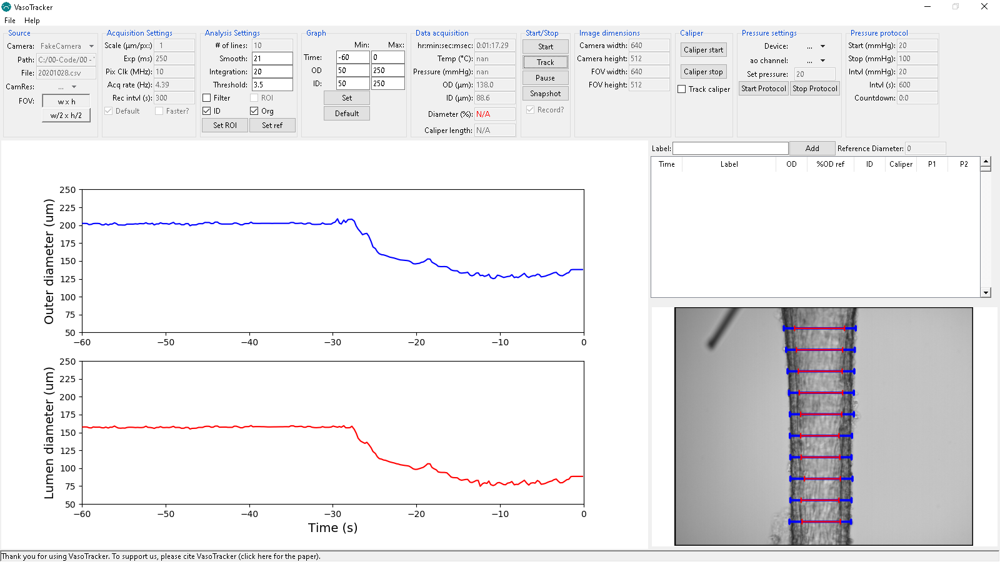 VasoTracker
File Help
Source
Camera: FakeCamera
Path: C:/00-Code/00 - '
File: 20201028.csv
CamRes: ...
FOV: w x h
w/2 x h/2
Acquisition Settings
Scale (µm/px:) 1
Exp (ms) 250
Pix Clk (MHz): 10
Acq rate (Hz): 4.39
Rec intvl (s): 300
Default Faster?
Analysis Settings
# of lines: 10
Smooth: 21
Integration: 20
Threshold: 3.5
Filter ROI
ID Org
Set ROI Set ref
Graph
Min: Max:
Time: -60 0
OD 50 250
ID: 50 250
Set
Default
Data acquisition
hr:min:sec:msec: 0:01:17.29
Temp (°C): nan
Pressure (mmHg): nan
OD (µm): 138.0
ID (µm): 88.6
Diameter (%): N/A
Caliper length: N/A
Start/Stop
Start
Track
Pause
Snapshot
Record?
Image dimensions
Camera width: 640
Camera height: 512
FOV width: 640
FOV height: 512
Caliper
Caliper start
Caliper stop
Track caliper
Pressure settings
Device: ...
ao channel: ...
Set pressure: 20
Start Protocol Stop Protocol
Pressure protocol
Start (mmHg): 20
Stop (mmHg): 100
Intvl (mmHg): 20
Intvl (s): 600
Countdown: 0:0
Label: Add Reference Diameter: 0
Time Label OD %OD ref ID Caliper P1 P2
Outer diameter (um)
250
225
200
175
150
125
100
75
50
−60 −50 −40 −30 −20 −10 0
Lumen diameter (um)
250
225
200
175
150
125
100
75
50
−60 −50 −40 −30 −20 −10 0
Time (s)
Thank you for using VasoTracker. To support us, please cite VasoTracker (click here for the paper).